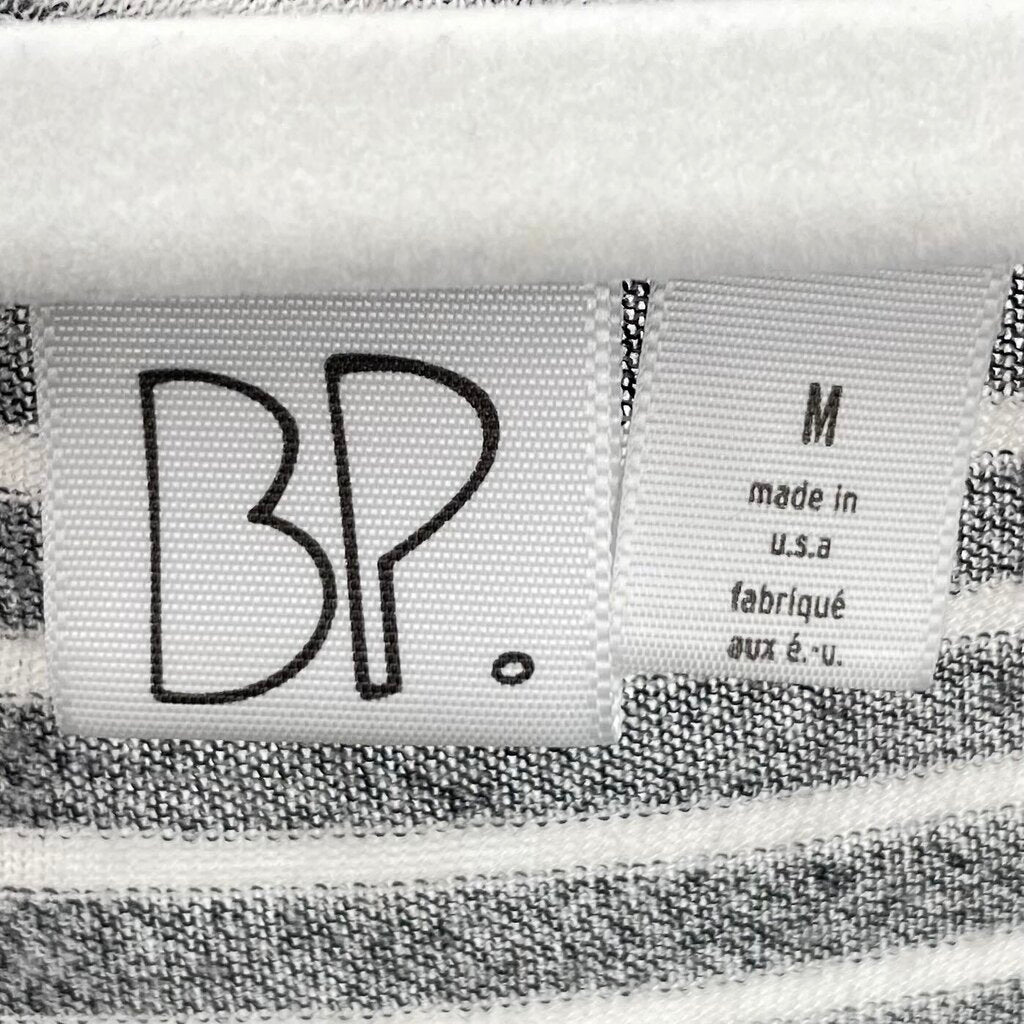 BP.
M
made in
u.s.a
fabriqué
aux é.-u.